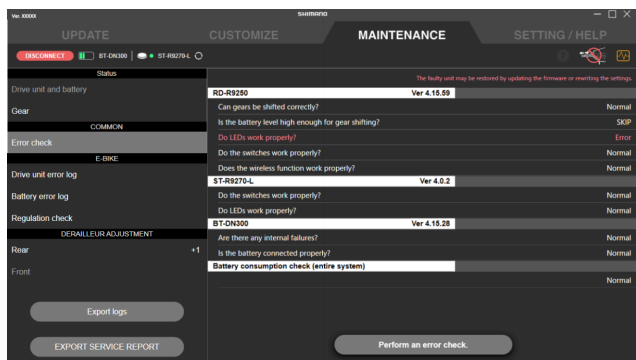 Ver. XXXXX
SHIMANO
UPDATE
CUSTOMIZE
MAINTENANCE
SETTING / HELP
DISCONNECT
BT-DN300
ST-R9270-L
Status
Drive unit and battery
Gear
COMMON
Error check
E-BIKE
Drive unit error log
Battery error log
Regulation check
DERAILLEUR ADJUSTMENT
Rear +1
Front
Export logs
EXPORT SERVICE REPORT
The faulty unit may be restored by updating the firmware or rewriting the settings.
RD-R9250 Ver 4.15.59
Can gears be shifted correctly? Normal
Is the battery level high enough for gear shifting? SKIP
Do LEDs work properly? Error
Do the switches work properly? Normal
Does the wireless function work properly? Normal
ST-R9270-L Ver 4.0.2
Do the switches work properly? Normal
Do LEDs work properly? Normal
BT-DN300 Ver 4.15.28
Are there any internal failures? Normal
Is the battery connected properly? Normal
Battery consumption check (entire system)
Normal
Perform an error check.